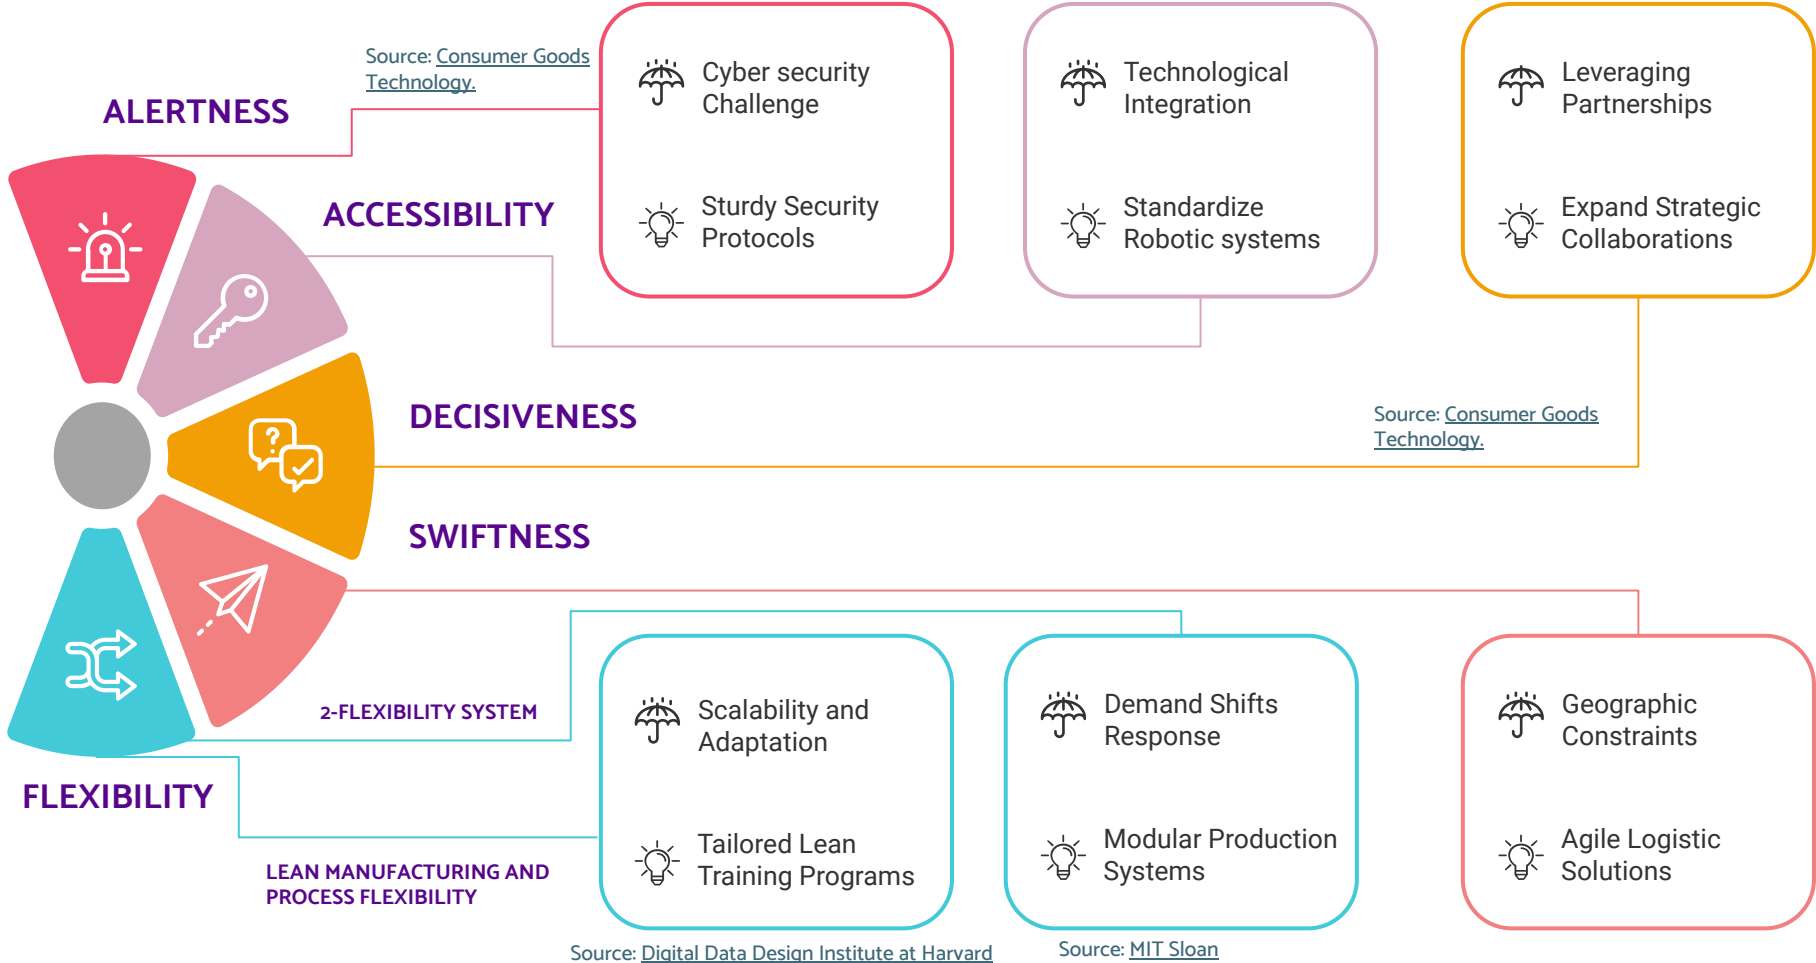 Source: Consumer Goods
Technology.
ALERTNESS
Cyber security
Challenge
Sturdy Security
Protocols
Technological
Integration
Standardize
Robotic systems
Leveraging
Partnerships
Expand Strategic
Collaborations
ACCESSIBILITY
DECISIVENESS
Source: Consumer Goods
Technology.
?
SWIFTNESS
2-FLEXIBILITY SYSTEM
FLEXIBILITY
LEAN MANUFACTURING AND
PROCESS FLEXIBILITY
Scalability and
Adaptation
Tailored Lean
Training Programs
Demand Shifts
Response
Modular Production
Systems
Geographic
Constraints
Agile Logistic
Solutions
Source: Digital Data Design Institute at Harvard
Source: MIT Sloan